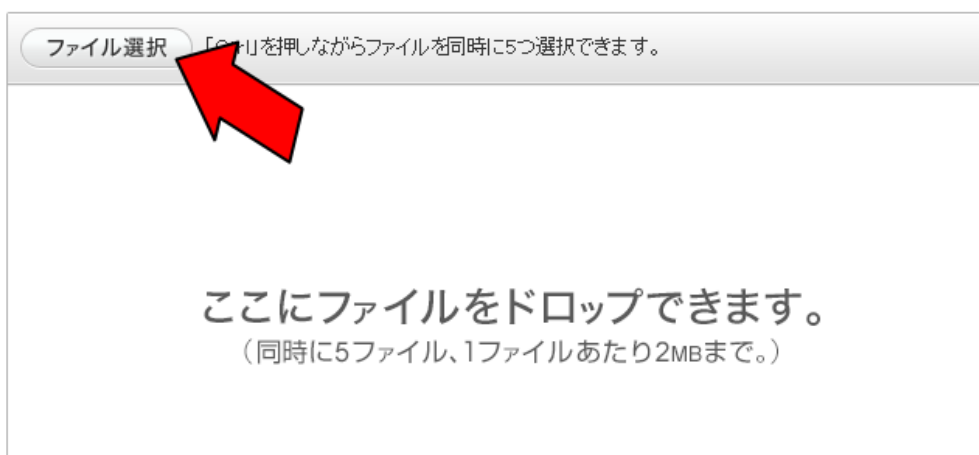 ファイル選択 「Ctrl」を押しながらファイルを同時に5つ選択できます。
ここにファイルをドロップできます。
(同時に5ファイル、1ファイルあたり2MBまで。)